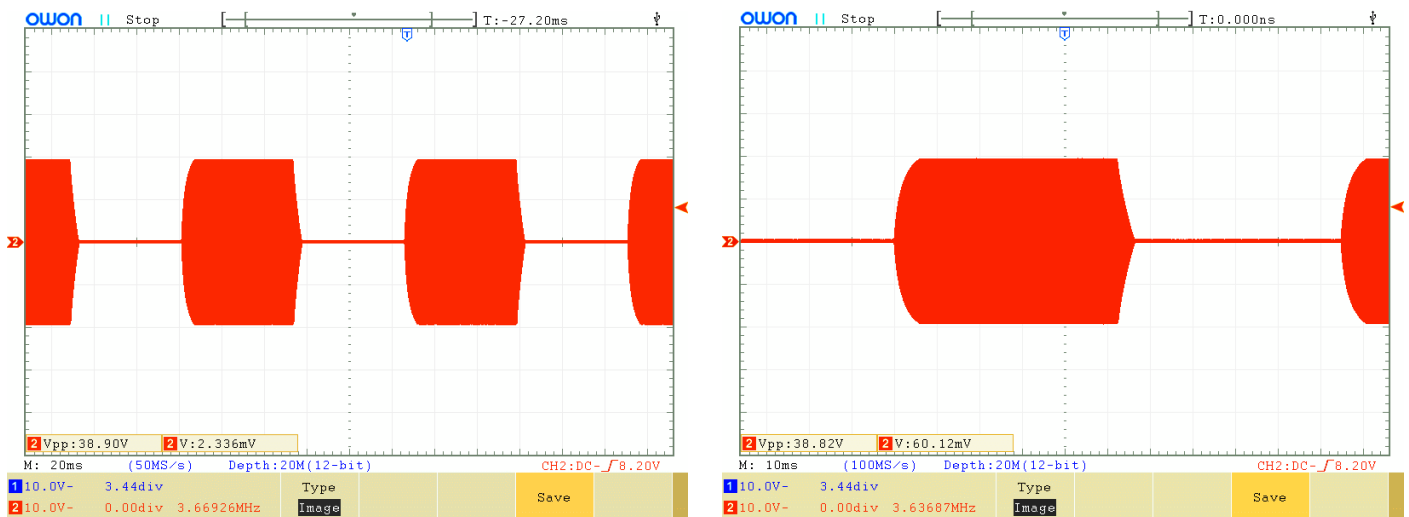 OWON Stop T:-27.20ms
T
2
2 Vpp:38.90V 2 V:2.336mV
M: 20ms (50MS/s) Depth:20M(12-bit) CH2:DC-8.20V
1 10.0V- 3.44div Type
Save
2 10.0V- 0.00div 3.66926MHz Image
OWON Stop T:0.000ns
T
2
2 Vpp:38.82V 2 V:60.12mV
M: 10ms (100MS/s) Depth:20M(12-bit) CH2:DC-8.20V
1 10.0V- 3.44div Type
Save
2 10.0V- 0.00div 3.63687MHz Image